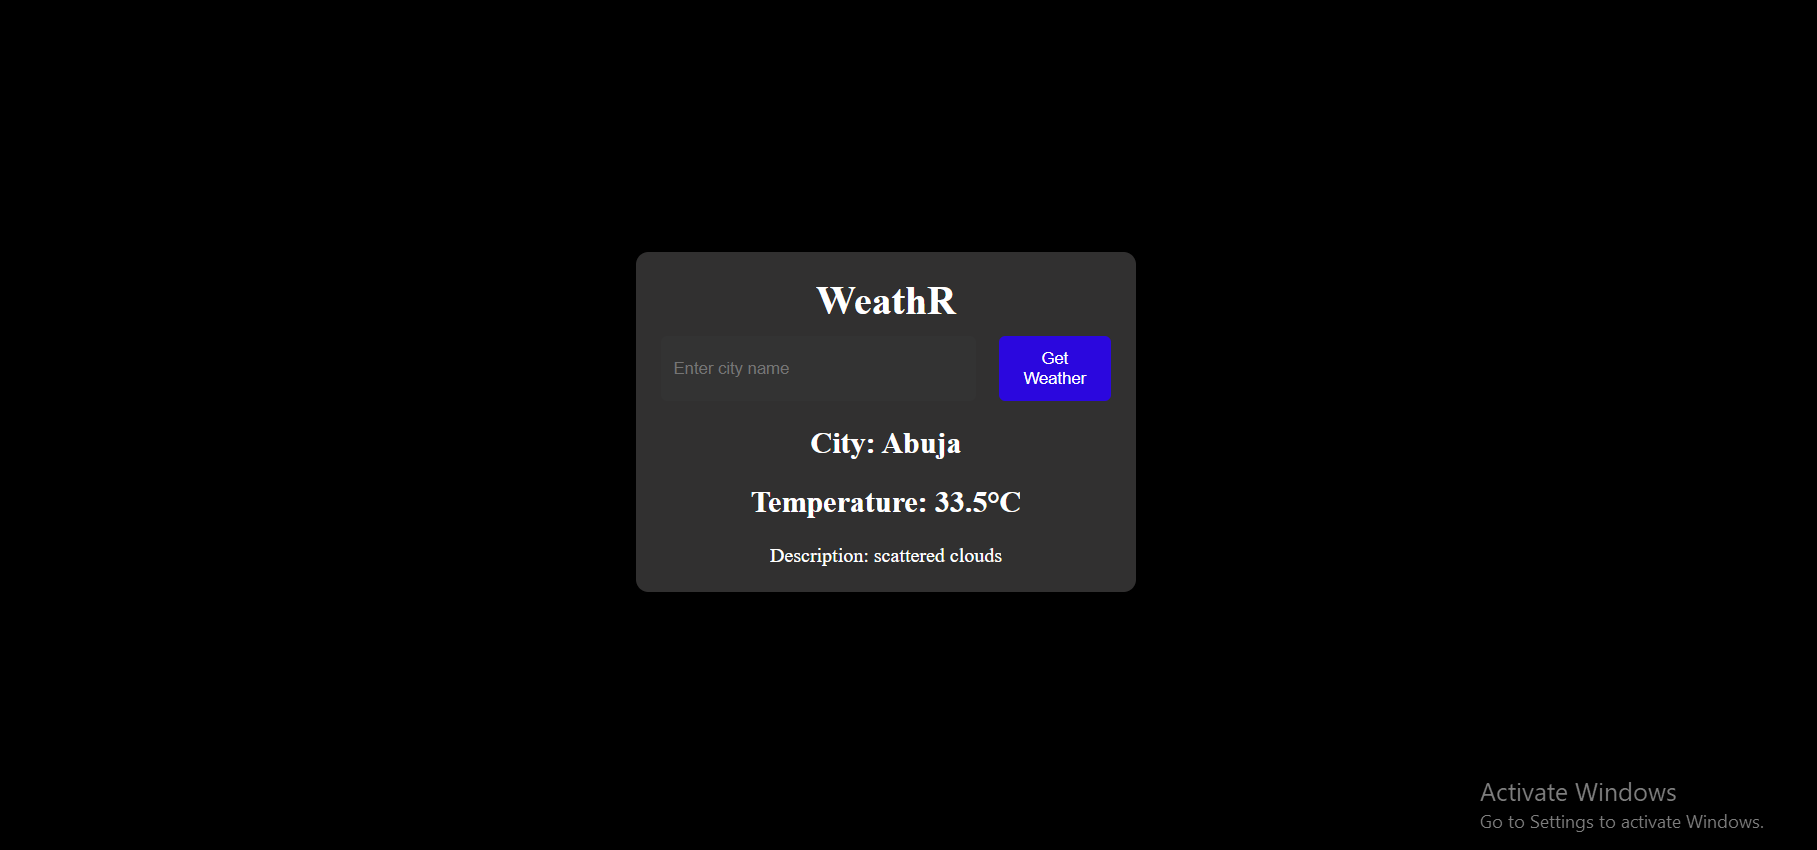 WeathR
Enter city name
Get
Weather
City: Abuja
Temperature: 33.5°C
Description: scattered clouds
Activate Windows
Go to Settings to activate Windows.